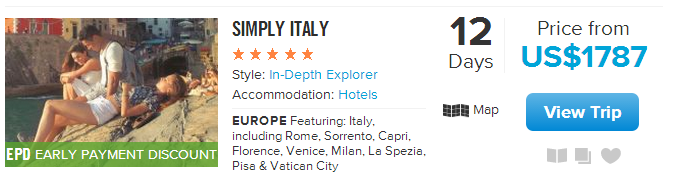 SIMPLY ITALY
Style: In-Depth Explorer
Accommodation: Hotels
EUROPE Featuring: Italy,
including Rome, Sorrento, Capri,
Florence, Venice, Milan, La Spezia,
Pisa & Vatican City
EPD EARLY PAYMENT DISCOUNT
12
Days
Map
Price from
US$1787
View Trip